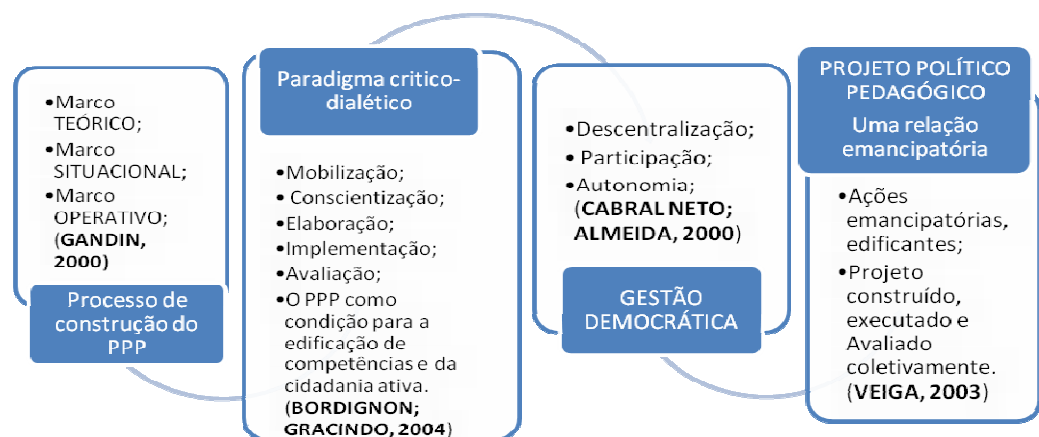 •Marco
TEÓRICO;
•Marco
SITUACIONAL;
•Marco
OPERATIVO;
(GANDIN,
2000)
Processo de
construção do
PPP
Paradigma critico-
dialético
•Mobilização;
• Conscientização;
•Elaboração;
•Implementação;
•Avaliação;
•O PPP como
condição para a
edificação de
competências e da
cidadania ativa.
(BORDIGNON;
GRACINDO, 2004)
•Descentralização;
• Participação;
•Autonomia;
(CABRAL NETO;
ALMEIDA, 2000)
GESTÃO
DEMOCRÁTICA
PROJETO POLÍTICO
PEDAGÓGICO
Uma relação
emancipatória
•Ações
emancipatórias,
edificantes;
•Projeto
construído,
executado e
Avaliado
coletivamente.
(VEIGA, 2003)